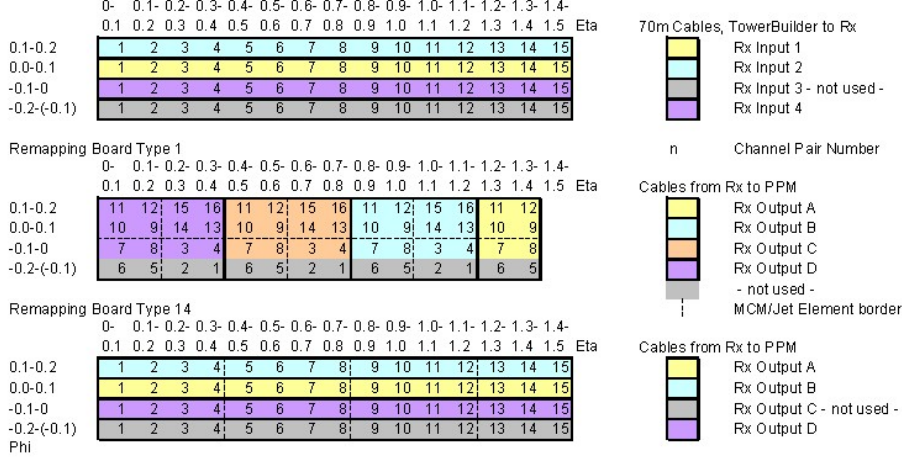 0- 0.1- 0.2- 0.3- 0.4- 0.5- 0.6- 0.7- 0.8- 0.9- 1.0- 1.1- 1.2- 1.3- 1.4-
0.1 0.2 0.3 0.4 0.5 0.6 0.7 0.8 0.9 1.0 1.1 1.2 1.3 1.4 1.5 Eta 70m Cables, TowerBuilder to Rx
0.1-0.2 1 2 3 4 5 6 7 8 9 10 11 12 13 14 15 Rx Input 1
0.0-0.1 1 2 3 4 5 6 7 8 9 10 11 12 13 14 15 Rx Input 2
-0.1-0 1 2 3 4 5 6 7 8 9 10 11 12 13 14 15 Rx Input 3 - not used -
-0.2-(-0.1) 1 2 3 4 5 6 7 8 9 10 11 12 13 14 15 Rx Input 4
Remapping Board Type 1 n Channel Pair Number
0- 0.1- 0.2- 0.3- 0.4- 0.5- 0.6- 0.7- 0.8- 0.9- 1.0- 1.1- 1.2- 1.3- 1.4-
0.1 0.2 0.3 0.4 0.5 0.6 0.7 0.8 0.9 1.0 1.1 1.2 1.3 1.4 1.5 Eta Cables from Rx to PPM
0.1-0.2 11 12 15 16 11 12 15 16 11 12 15 16 11 12 Rx Output A
0.0-0.1 10 9 14 13 10 9 14 13 10 9 14 13 10 9 Rx Output B
-0.1-0 7 8 3 4 7 8 3 4 7 8 3 4 7 8 Rx Output C
-0.2-(-0.1) 6 5 2 1 6 5 2 1 6 5 2 1 6 5 Rx Output D
- not used -
Remapping Board Type 14 MCM/Jet Element border
0- 0.1- 0.2- 0.3- 0.4- 0.5- 0.6- 0.7- 0.8- 0.9- 1.0- 1.1- 1.2- 1.3- 1.4-
0.1 0.2 0.3 0.4 0.5 0.6 0.7 0.8 0.9 1.0 1.1 1.2 1.3 1.4 1.5 Eta Cables from Rx to PPM
0.1-0.2 1 2 3 4 5 6 7 8 9 10 11 12 13 14 15 Rx Output A
0.0-0.1 1 2 3 4 5 6 7 8 9 10 11 12 13 14 15 Rx Output B
-0.1-0 1 2 3 4 5 6 7 8 9 10 11 12 13 14 15 Rx Output C - not used -
-0.2-(-0.1) 1 2 3 4 5 6 7 8 9 10 11 12 13 14 15 Rx Output D
Phi